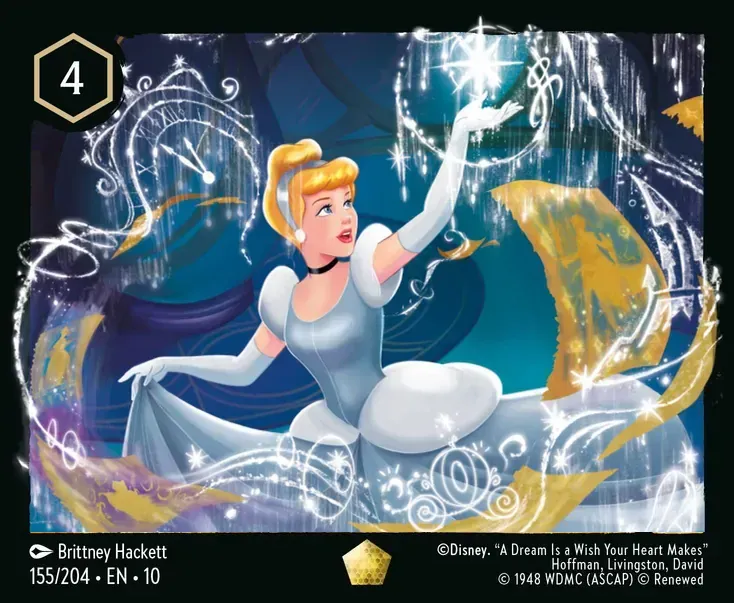 4
Brittney Hackett
155/204 • EN • 10
©Disney. “A Dream Is a Wish Your Heart Makes”
Hoffman, Livingston, David
© 1948 WDMC (ASCAP) © Renewed